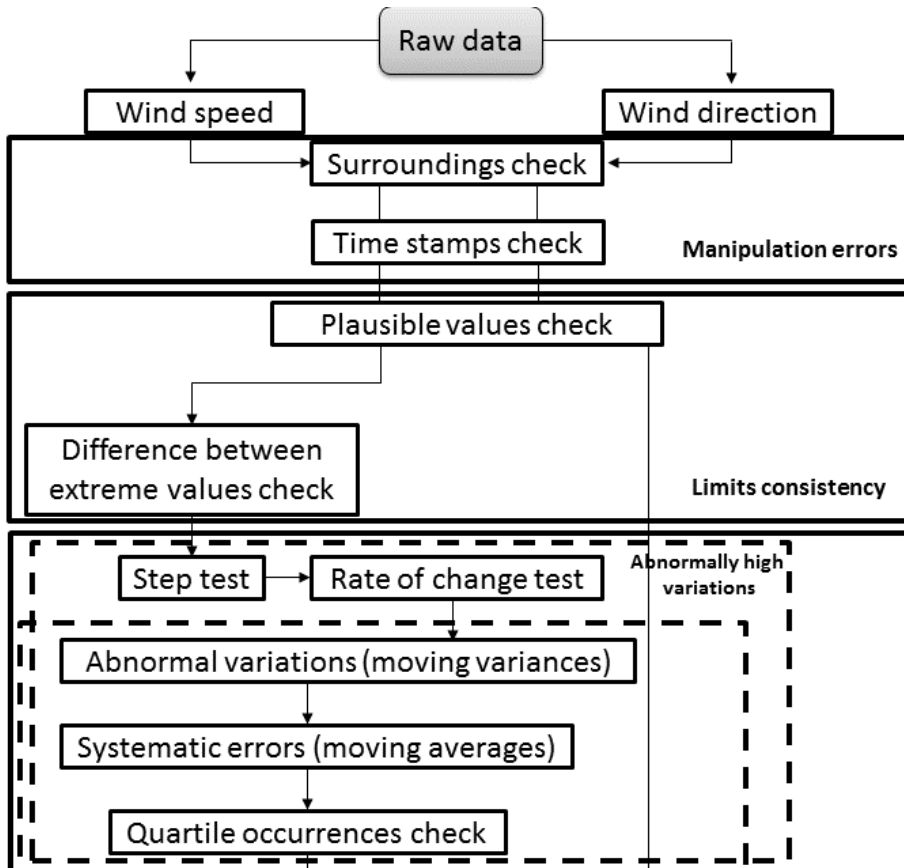 Raw data
Wind speed
Wind direction
Surroundings check
Time stamps check
Manipulation errors
Plausible values check
Difference between
extreme values check
Limits consistency
Step test
Rate of change test
Abnormally high
variations
Abnormal variations (moving variances)
Systematic errors (moving averages)
Quartile occurrences check